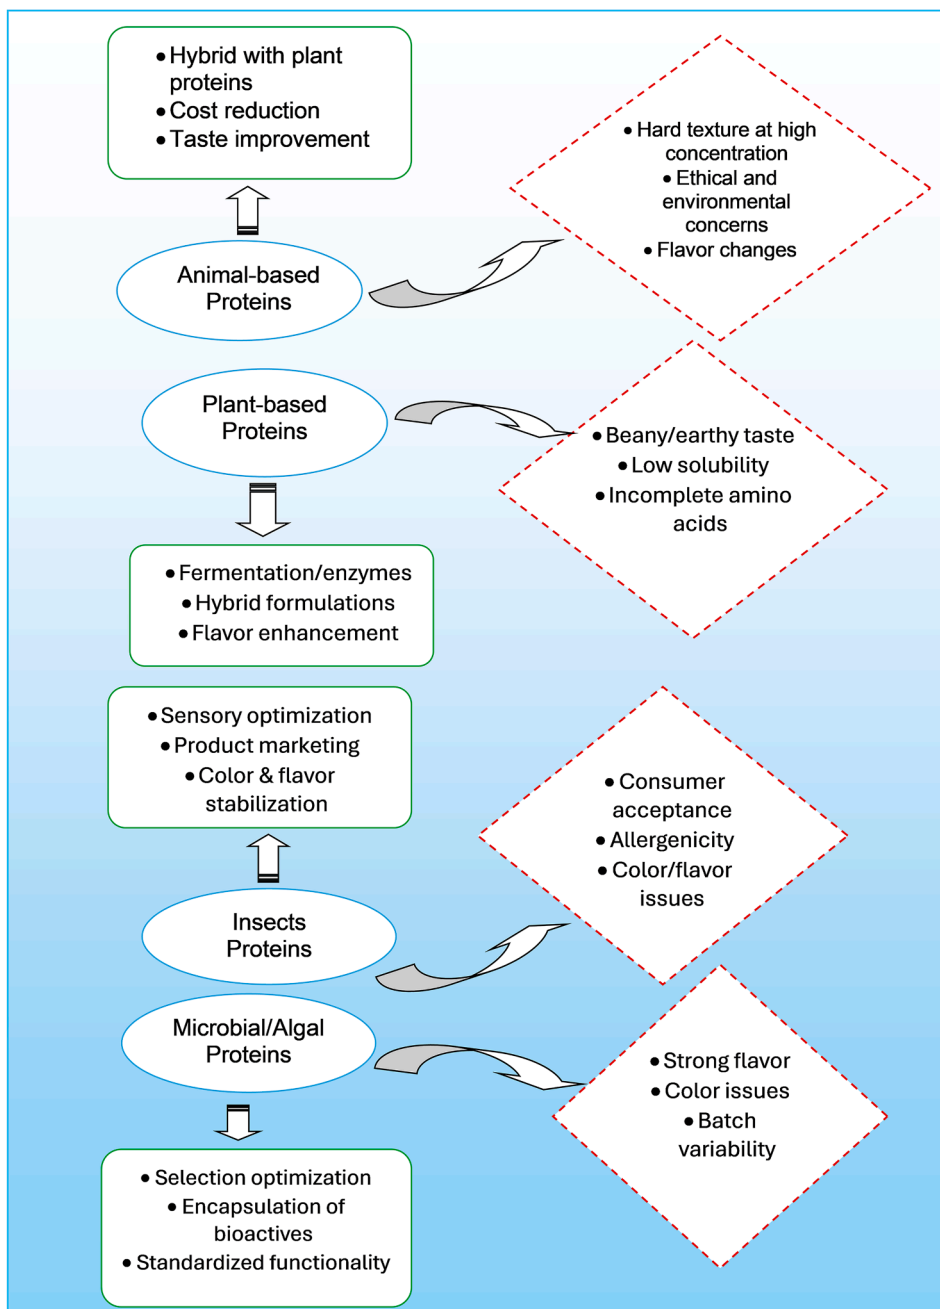 • Hybrid with plant
proteins
• Cost reduction
• Taste improvement
• Hard texture at high
concentration
• Ethical and
environmental
concerns
• Flavor changes
Animal-based
Proteins
Plant-based
Proteins
• Beany/earthy taste
• Low solubility
• Incomplete amino
acids
• Fermentation/enzymes
• Hybrid formulations
• Flavor enhancement
• Sensory optimization
• Product marketing
• Color & flavor
stabilization
• Consumer
acceptance
• Allergenicity
• Color/flavor
issues
Insects
Proteins
Microbial/Algal
Proteins
• Strong flavor
• Color issues
• Batch
variability
• Selection optimization
• Encapsulation of
bioactives
• Standardized functionality